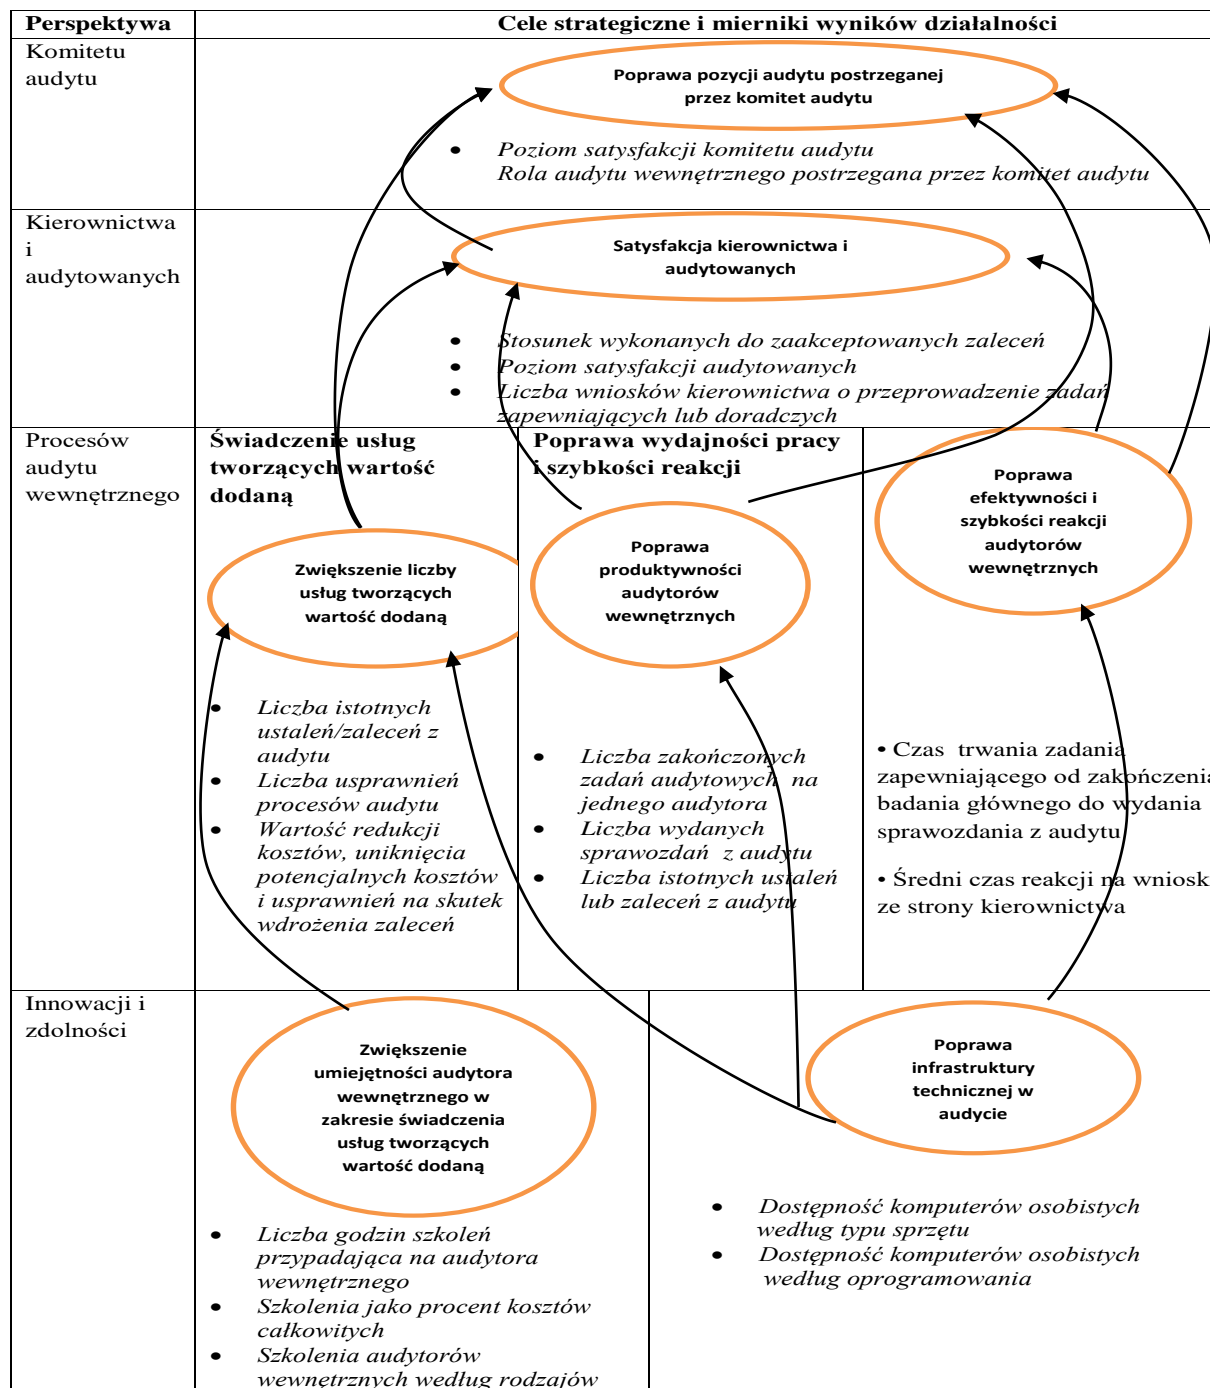 Perspektywa
Cele strategiczne i mierniki wyników działalności
Komitetu
audytu
Poprawa pozycji audytu postrzeganej
przez komitet audytu
• Poziom satysfakcji komitetu audytu
Rola audytu wewnętrznego postrzegana przez komitet audytu
Kierownictwa
i
audytowanych
Satysfakcja kierownictwa i
audytowanych
• Stosunek wykonanych do zaakceptowanych zaleceń
• Poziom satysfakcji audytowanych
• Liczba wniosków kierownictwa o przeprowadzenie zadań
zapewniających lub doradczych
Procesów
audytu
wewnętrznego
Świadczenie usług
tworzących wartość
dodaną
Zwiększenie liczby
usług tworzących
wartość dodaną
• Liczba istotnych
ustaleń/zaleceń z
audytu
• Liczba usprawnień
procesów audytu
• Wartość redukcji
kosztów, uniknięcia
potencjalnych kosztów
i usprawnień na skutek
wdrożenia zaleceń
Poprawa wydajności pracy
i szybkości reakcji
Poprawa
produktywności
audytorów
wewnętrznych
• Liczba zakończonych
zadań audytowych na
jednego audytora
• Liczba wydanych
sprawozdań z audytu
• Liczba istotnych ustaleń
lub zaleceń z audytu
Poprawa
efektywności i
szybkości reakcji
audytorów
wewnętrznych
• Czas trwania zadania
zapewniającego od zakończenia
badania głównego do wydania
sprawozdania z audytu
• Średni czas reakcji na wnioski
ze strony kierownictwa
Innowacji i
zdolności
Zwiększenie
umiejętności audytora
wewnętrznego w
zakresie świadczenia
usług tworzących
wartość dodaną
• Liczba godzin szkoleń
przypadająca na audytora
wewnętrznego
• Szkolenia jako procent kosztów
całkowitych
• Szkolenia audytorów
wewnętrznych według rodzajów
Poprawa
infrastruktury
technicznej w
audycie
• Dostępność komputerów osobistych
według typu sprzętu
• Dostępność komputerów osobistych
według oprogramowania